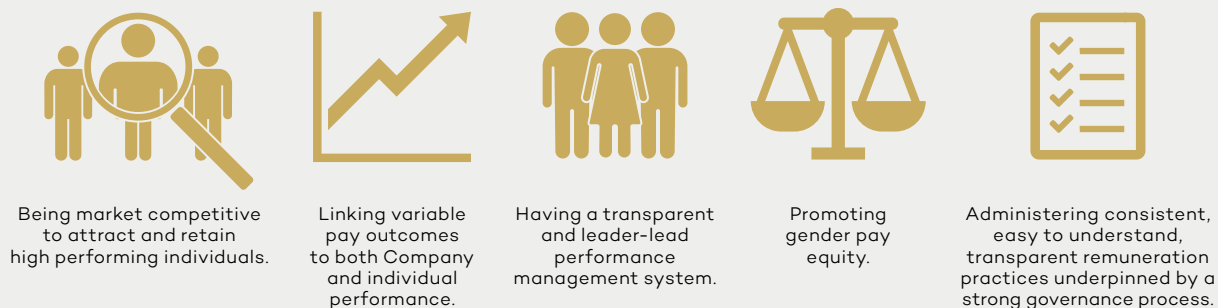 Being market competitive
to attract and retain
high performing individuals.
Linking variable
pay outcomes
to both Company
and individual
performance.
Having a transparent
and leader-lead
performance
management system.
Promoting
gender pay
equity.
Administering consistent,
easy to understand,
transparent remuneration
practices underpinned by a
strong governance process.